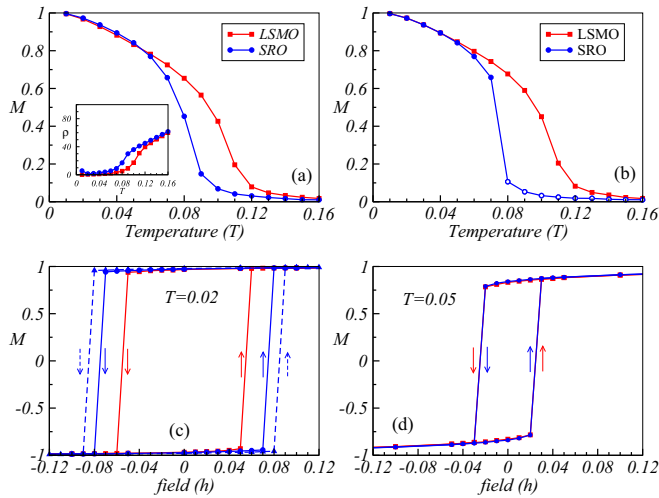 1
0.8
0.6
M
0.4
0.2
0
0
0.04
0.08
0.12
0.16
Temperature (T)
LSMO
SRO
(a)
80
ρ
40
0
0.04
0.08
0.12
0.16
T
1
0.8
0.6
M
0.4
0.2
0
0
0.04
0.08
0.12
0.16
Temperature (T)
LSMO
SRO
(b)
1
0.5
M
0
-0.5
-1
-0.12
-0.08
-0.04
0
0.04
0.08
0.12
field (h)
T=0.02
(c)
1
0.5
M
0
-0.5
-1
-0.12
-0.08
-0.04
0
0.04
0.08
0.12
field (h)
T=0.05
(d)